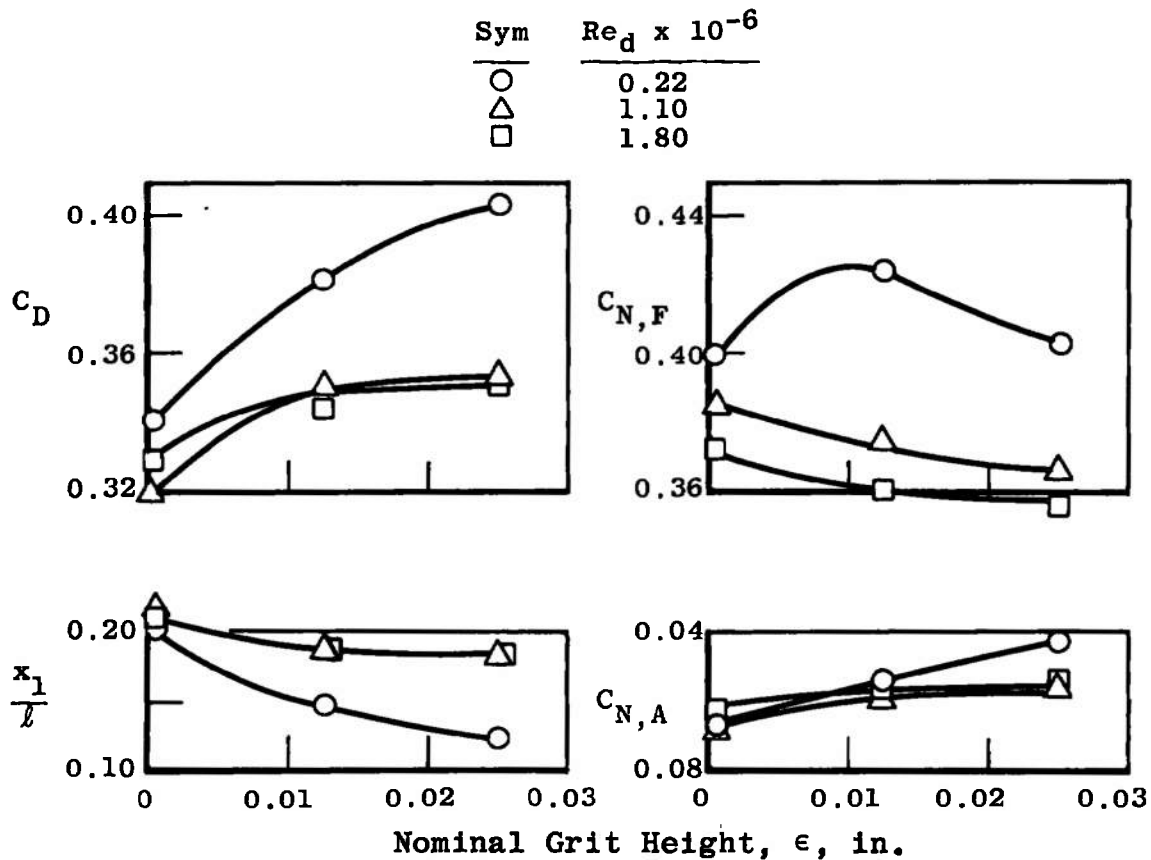 Sym Re_d x 10^-6
0.22
1.10
1.80
0.40
C_D
0.36
0.32
0.44
C_N,F
0.40
0.36
0.20
x_1/ℓ
0.10
0 0.01 0.02 0.03
0.04
C_N,A
0.08
0 0.01 0.02 0.03
Nominal Grit Height, ϵ, in.